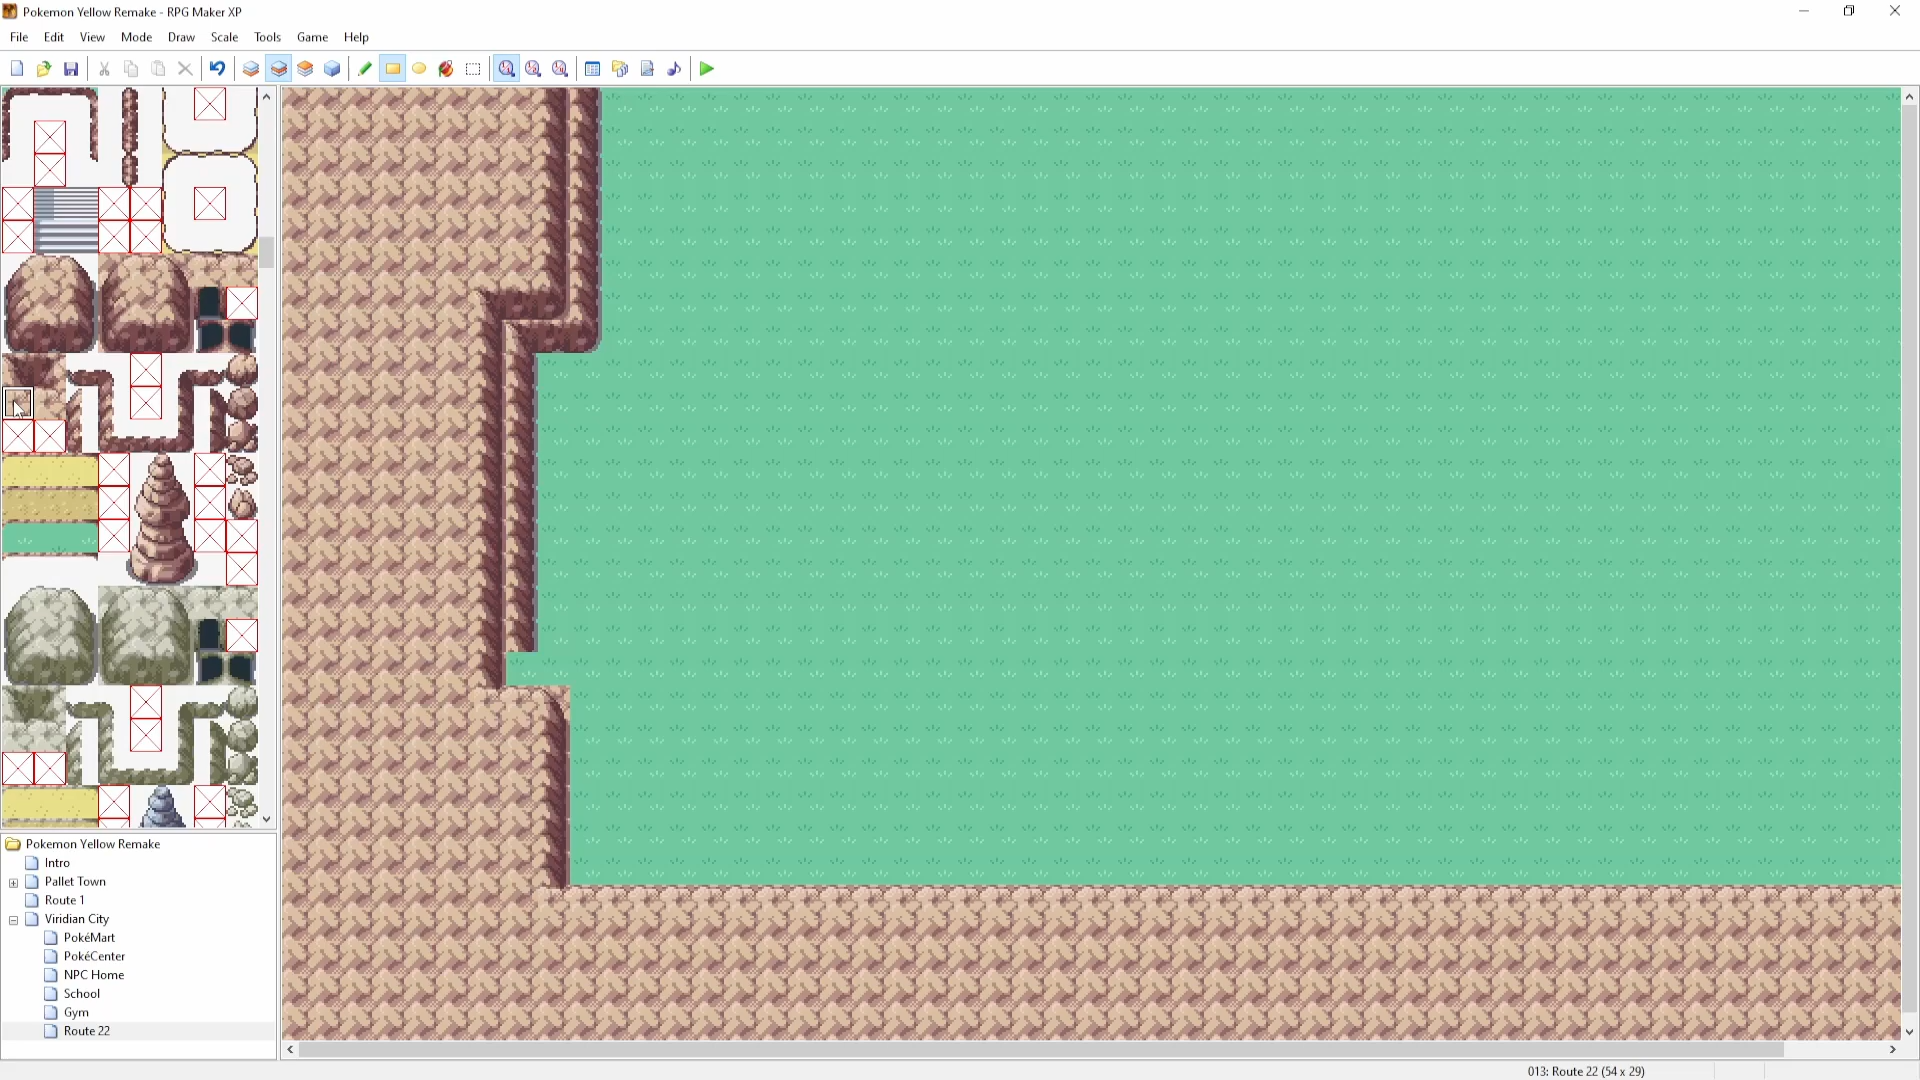 Pokemon Yellow Remake - RPG Maker XP
File Edit View Mode Draw Scale Tools Game Help
Pokemon Yellow Remake
Intro
Pallet Town
Route 1
Viridian City
PokéMart
PokéCenter
NPC Home
School
Gym
Route 22
013: Route 22 (54 x 29)